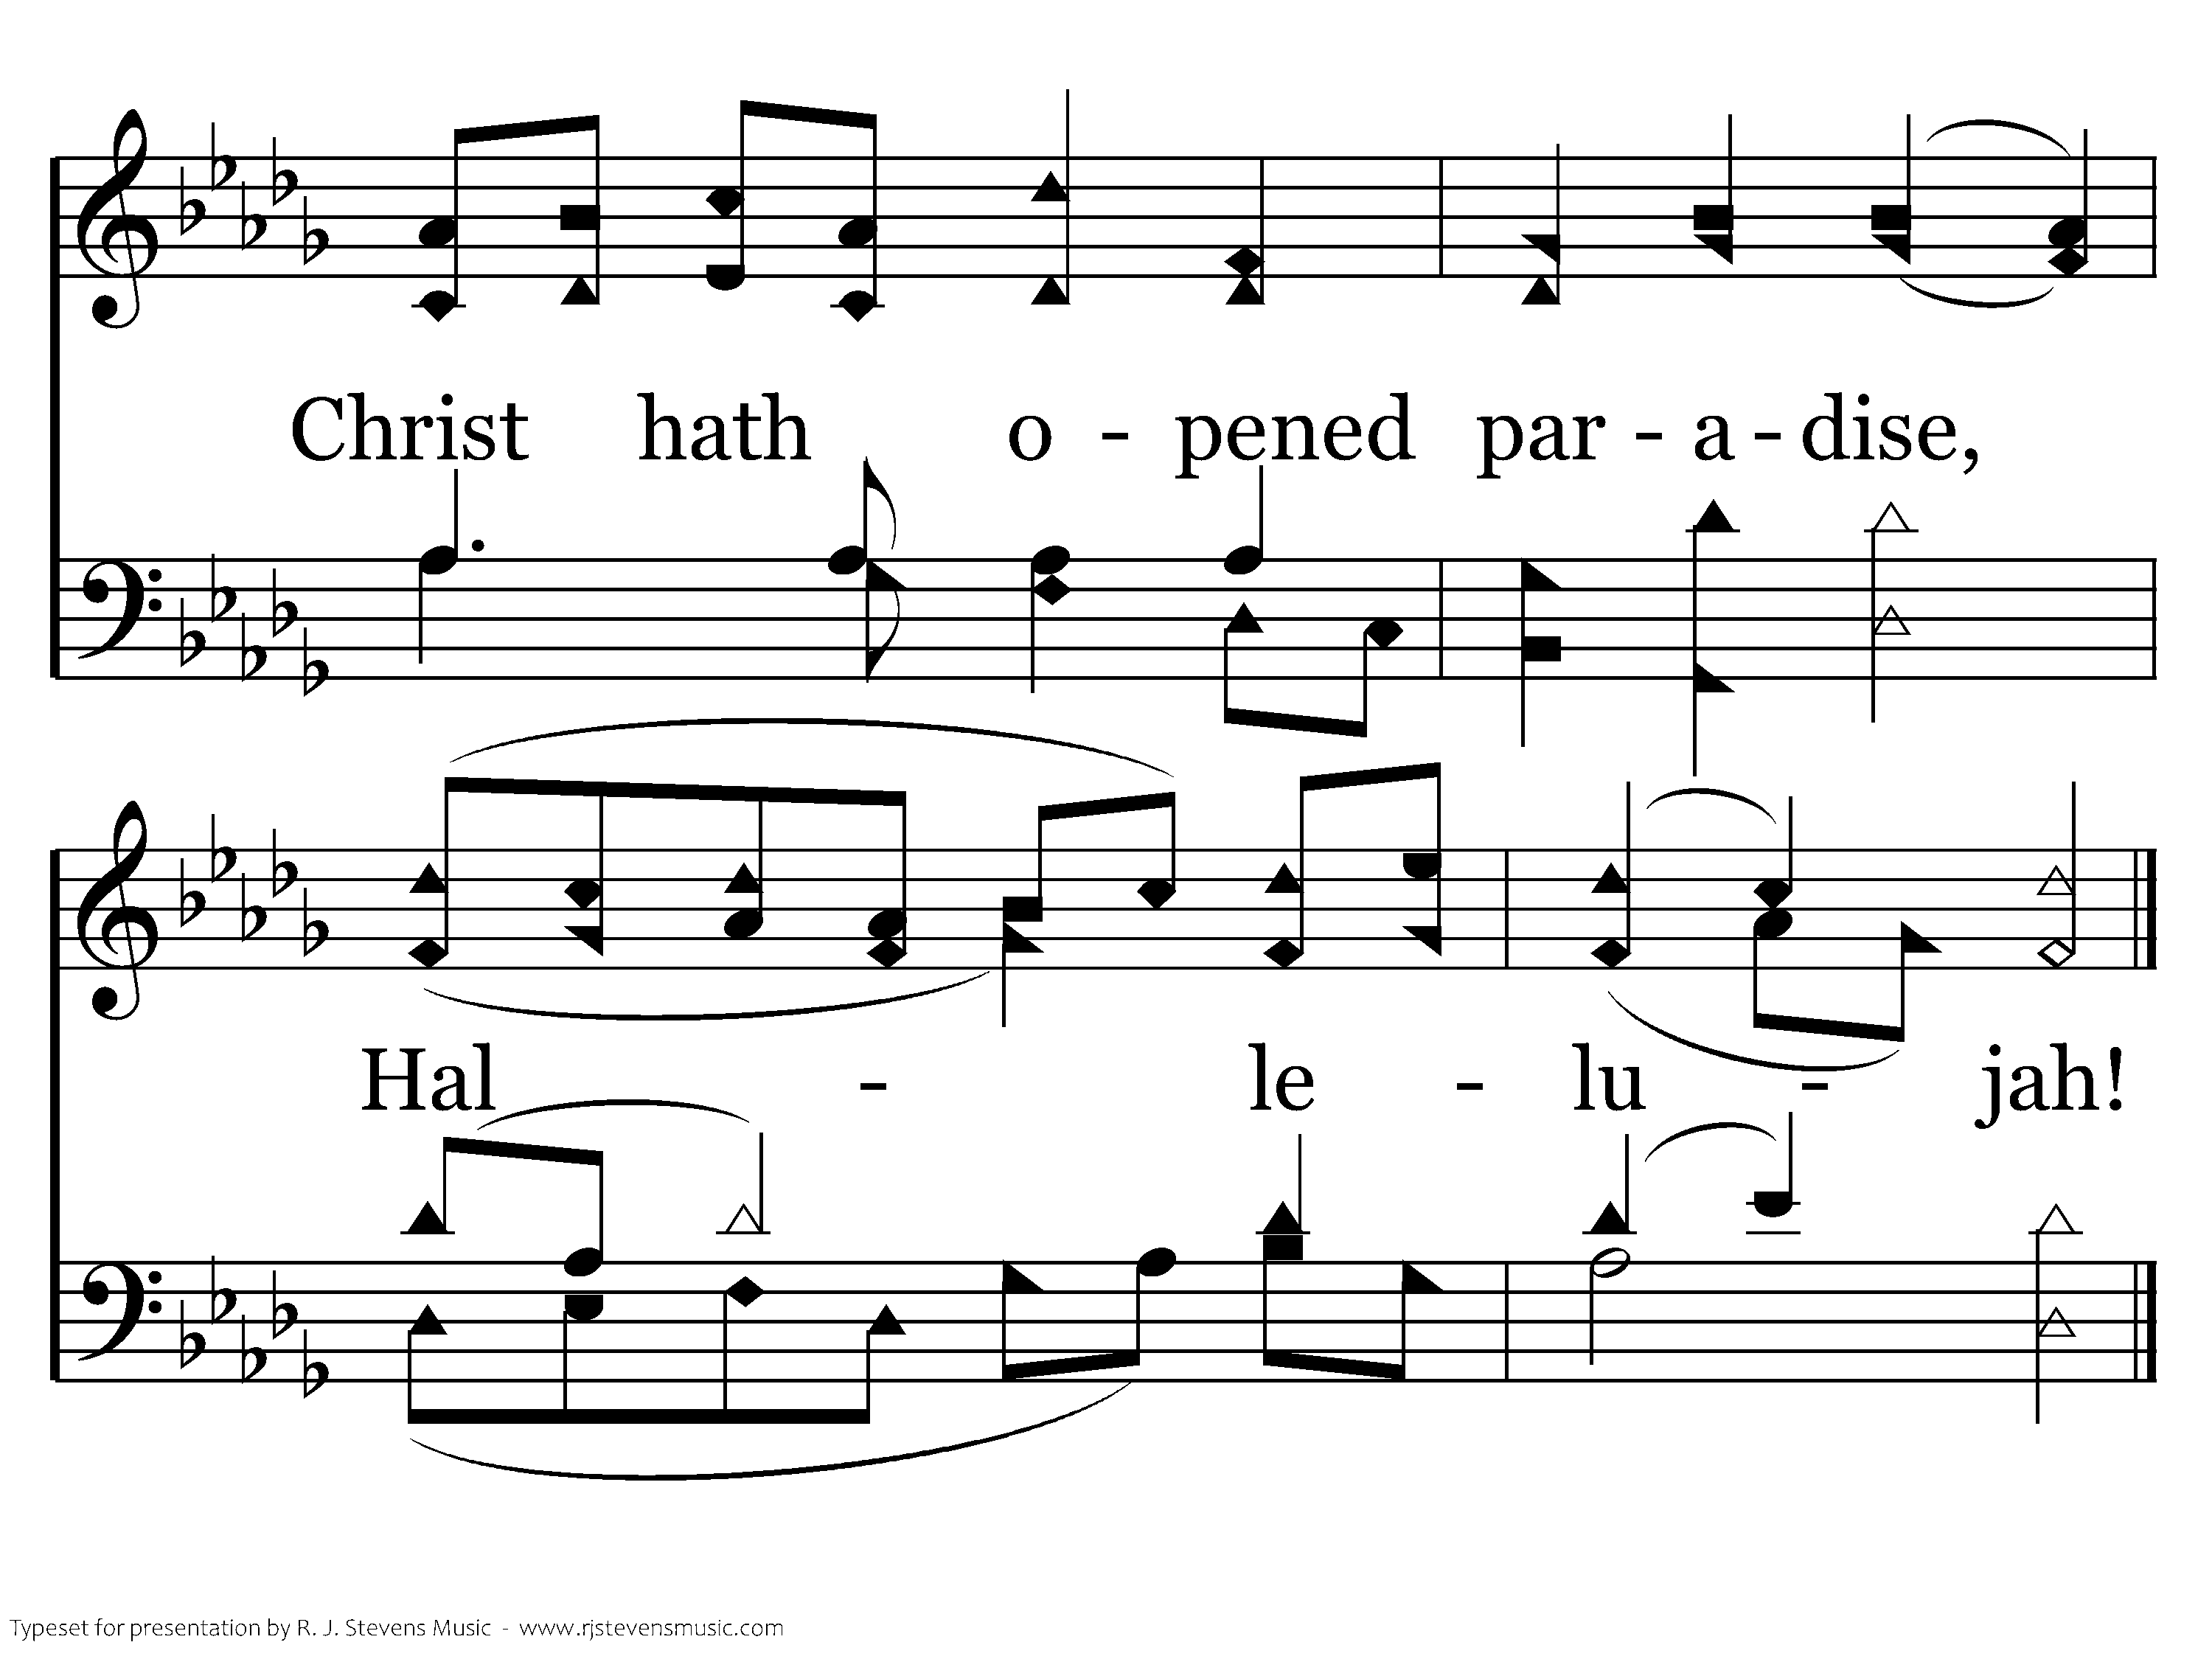 Christ hath o - pened par - a - dise,
Hal - le - lu - jah!
Typeset for presentation by R. J. Stevens Music - www.rjstevensmusic.com